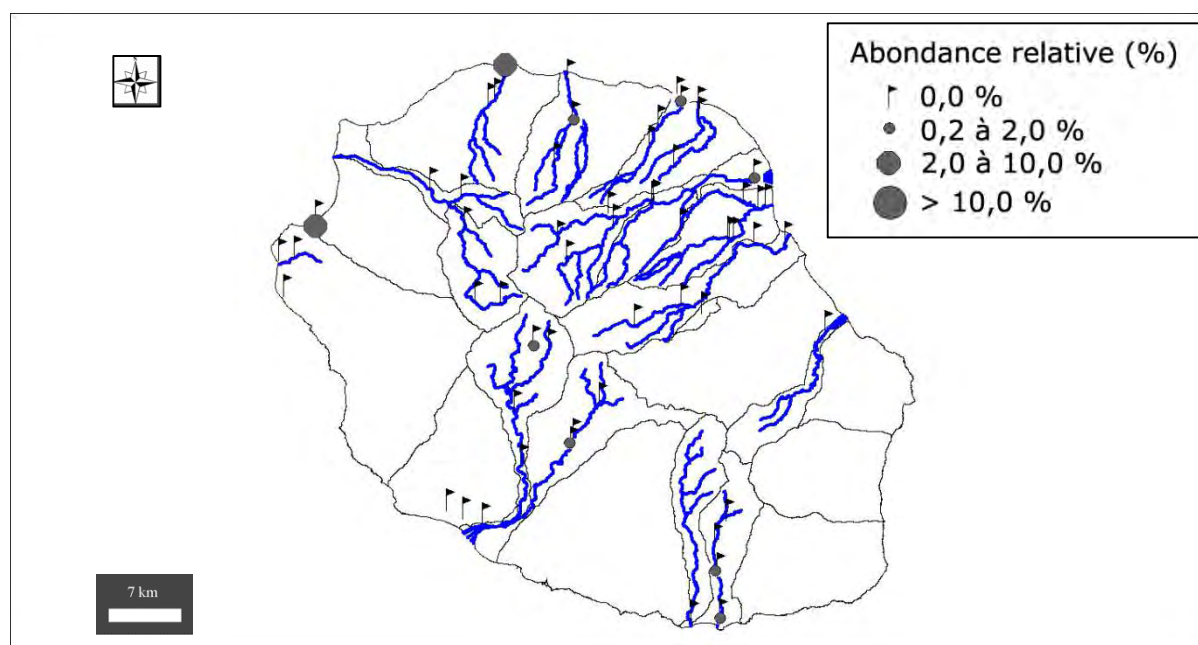 Abondance relative (%)
0,0 %
0,2 à 2,0 %
2,0 à 10,0 %
> 10,0 %
7 km